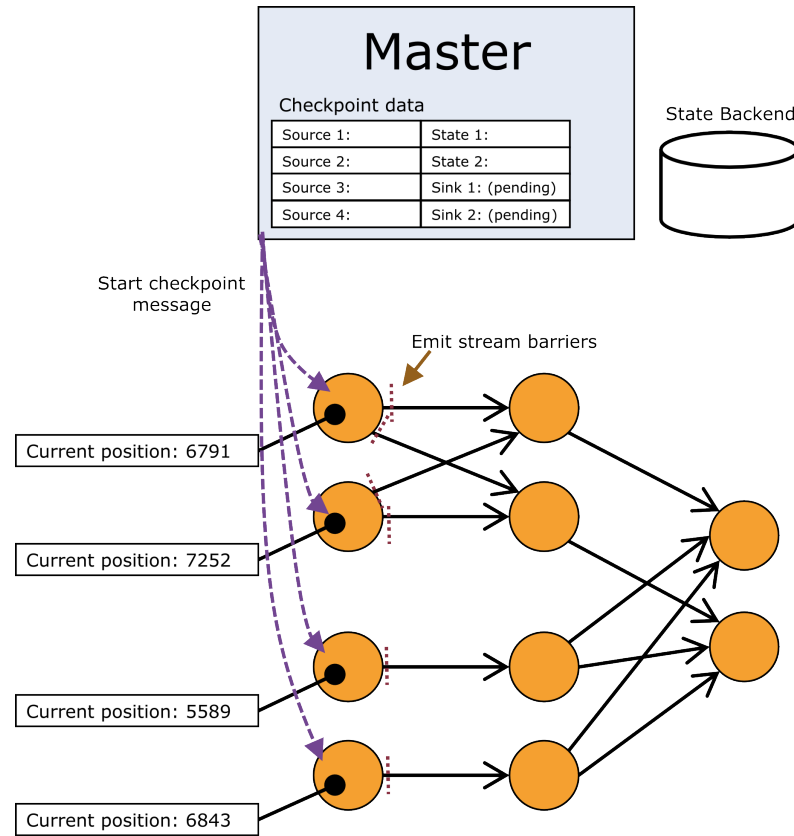 Master
Checkpoint data
Source 1:
State 1:
Source 2:
State 2:
Source 3:
Sink 1: (pending)
Source 4:
Sink 2: (pending)
State Backend
Start checkpoint
message
Emit stream barriers
Current position: 6791
Current position: 7252
Current position: 5589
Current position: 6843